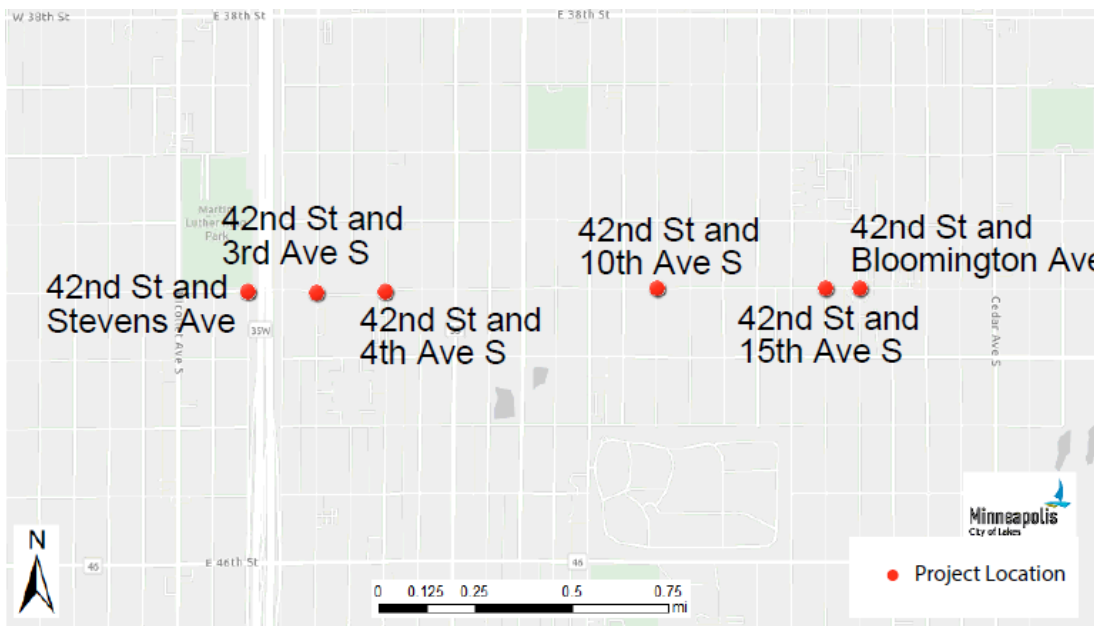 W 38th St
E 38th St
E 38th St
42nd St and
3rd Ave S
42nd St and
Stevens Ave
42nd St and
4th Ave S
42nd St and
10th Ave S
42nd St and
15th Ave S
42nd St and
Bloomington Ave
Park
Ave S
35W
Cedar Ave S
N
46
E 46th St
46
0 0.125 0.25 0.5 0.75
mi
Minneapolis
City of Lakes
Project Location